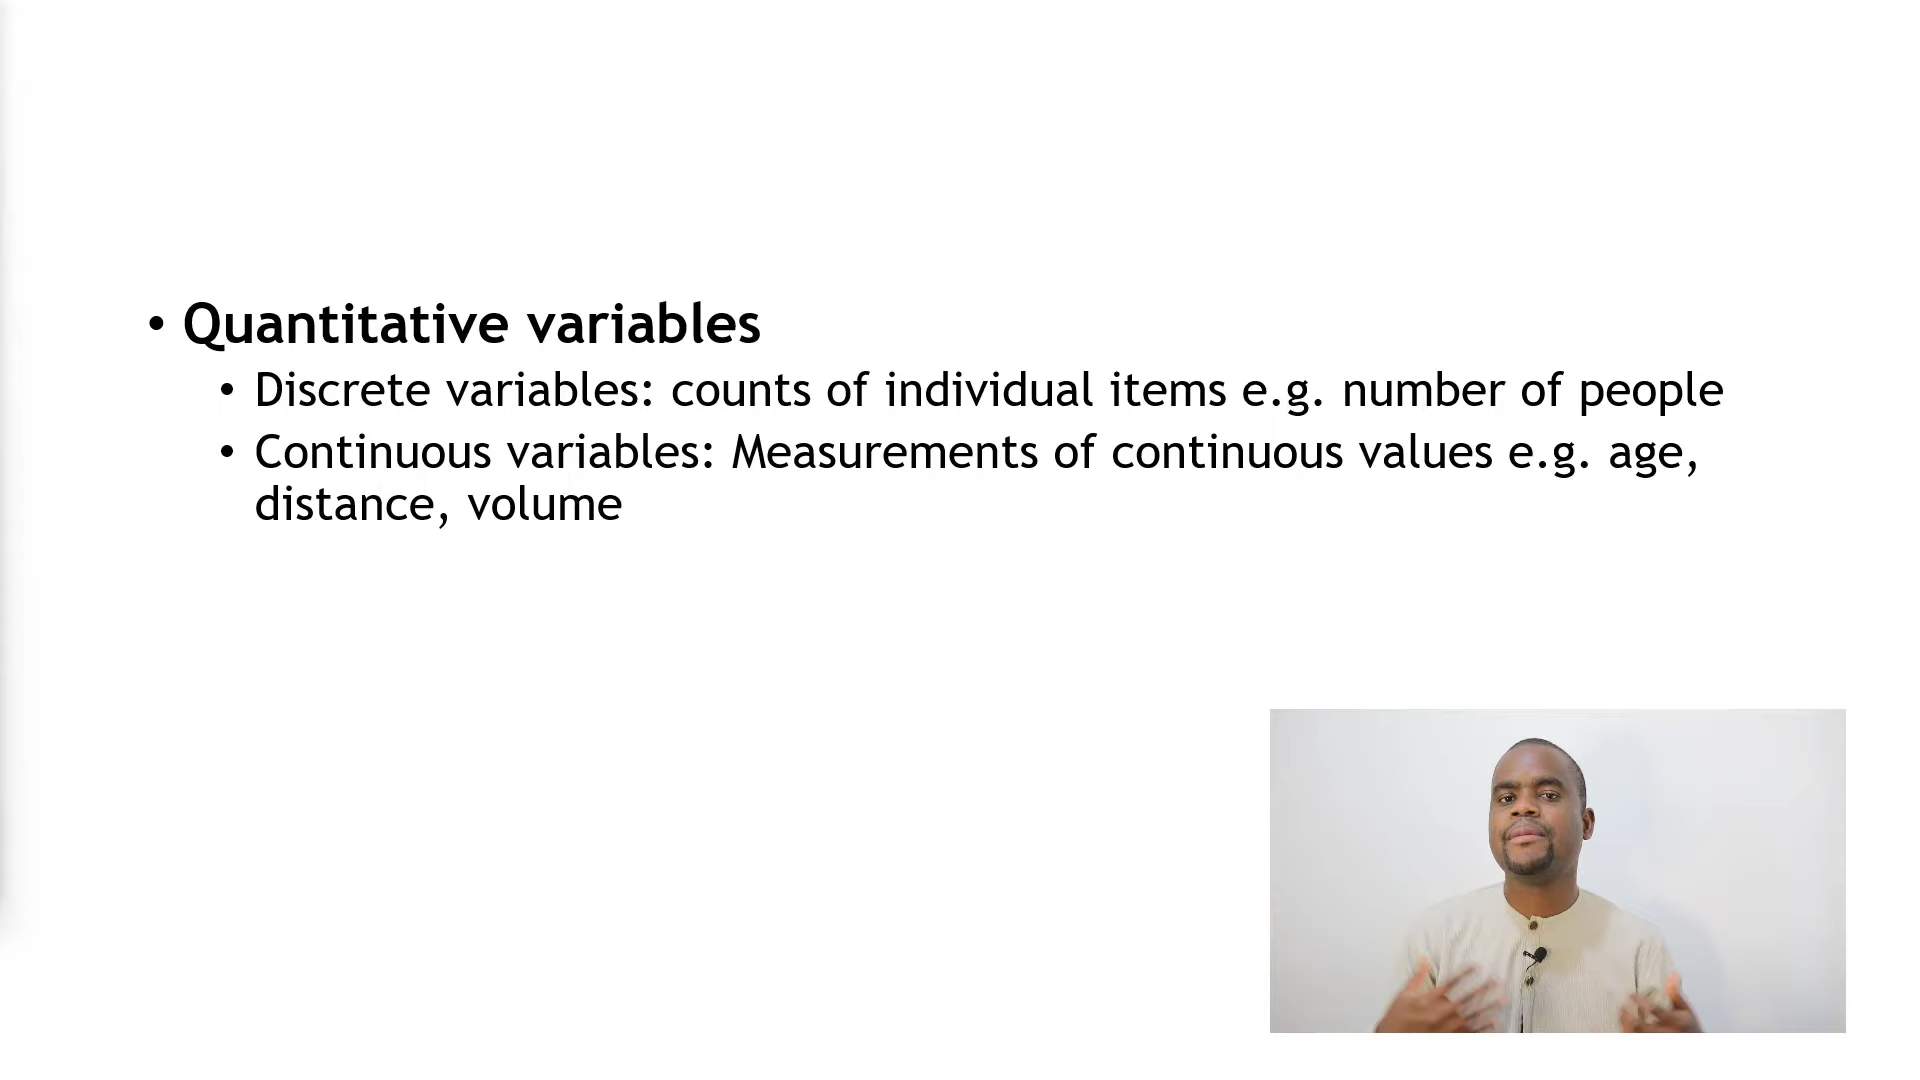 • Quantitative variables
• Discrete variables: counts of individual items e.g. number of people
• Continuous variables: Measurements of continuous values e.g. age,
distance, volume